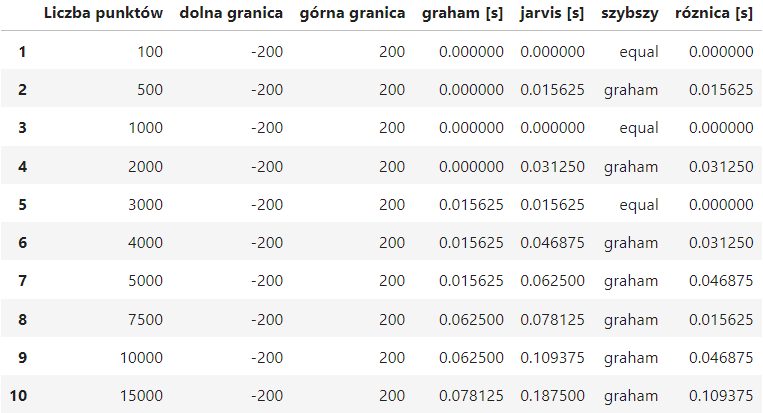 Liczba punktów dolna granica górna granica graham [s] jarvis [s] szybszy róznica [s]
1 100 -200 200 0.000000 0.000000 equal 0.000000
2 500 -200 200 0.000000 0.015625 graham 0.015625
3 1000 -200 200 0.000000 0.000000 equal 0.000000
4 2000 -200 200 0.000000 0.031250 graham 0.031250
5 3000 -200 200 0.015625 0.015625 equal 0.000000
6 4000 -200 200 0.015625 0.046875 graham 0.031250
7 5000 -200 200 0.015625 0.062500 graham 0.046875
8 7500 -200 200 0.062500 0.078125 graham 0.015625
9 10000 -200 200 0.062500 0.109375 graham 0.046875
10 15000 -200 200 0.078125 0.187500 graham 0.109375